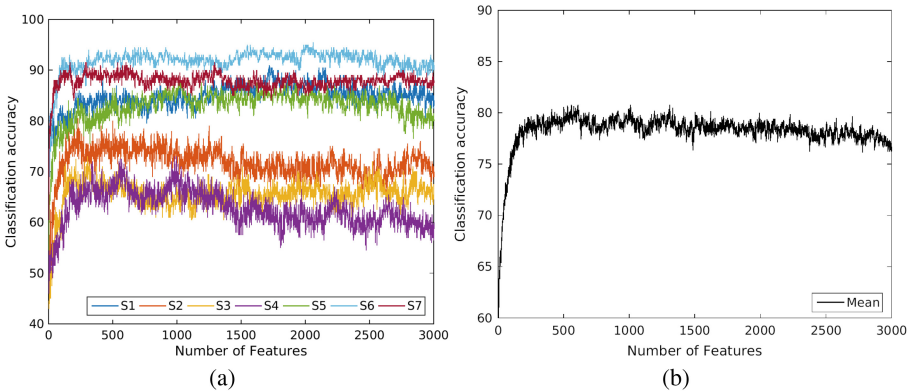 100
90
80
70
60
50
40
Classification accuracy
0 500 1000 1500 2000 2500 3000
Number of Features
S1 S2 S3 S4 S5 S6 S7
(a)
90
85
80
75
70
65
60
Classification acccuracy
0 500 1000 1500 2000 2500 3000
Number of Features
Mean
(b)